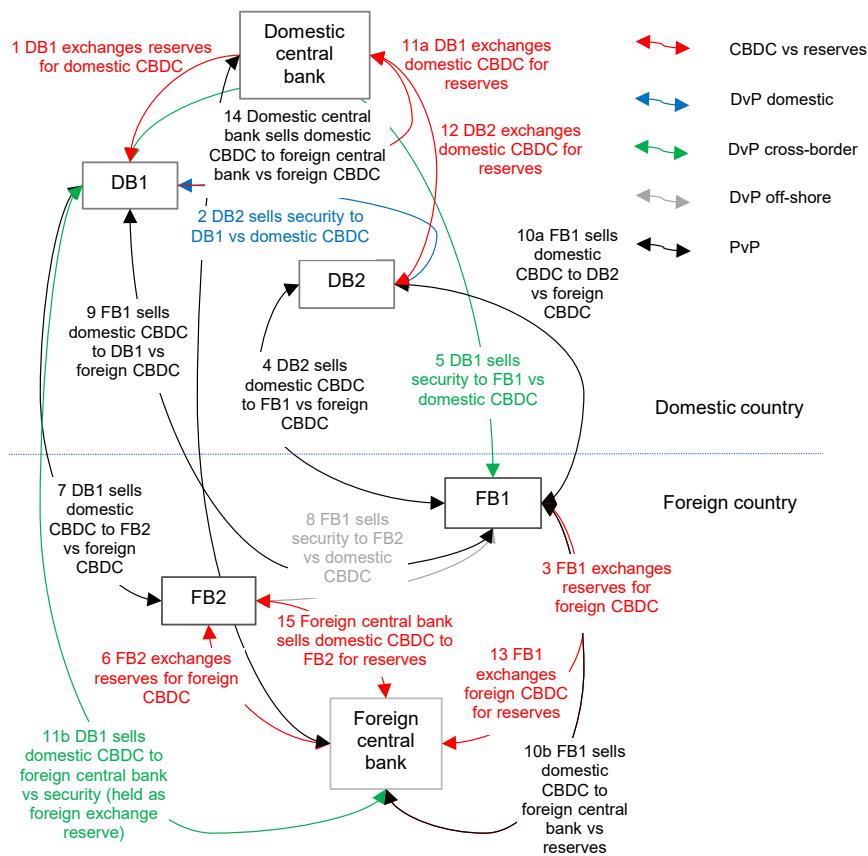 1 DB1 exchanges reserves
for domestic CBDC
Domestic
central
bank
11a DB1 exchanges
domestic CBDC for
reserves
CBDC vs reserves
DvP domestic
DvP cross-border
DvP off-shore
PvP
14 Domestic central
bank sells domestic
CBDC to foreign central
bank vs foreign CBDC
12 DB2 exchanges
domestic CBDC for
reserves
DB1
2 DB2 sells security to
DB1 vs domestic CBDC
DB2
10a FB1 sells
domestic
CBDC to DB2
vs foreign
CBDC
9 FB1 sells
domestic CBDC
to DB1 vs
foreign CBDC
4 DB2 sells
domestic CBDC
to FB1 vs foreign
CBDC
5 DB1 sells
security to FB1 vs
domestic CBDC
Domestic country
Foreign country
7 DB1 sells
domestic
CBDC to FB2
vs foreign
CBDC
FB1
8 FB1 sells
security to FB2
vs domestic
CBDC
3 FB1 exchanges
reserves for
foreign CBDC
FB2
15 Foreign central bank
sells domestic CBDC to
FB2 for reserves
6 FB2 exchanges
reserves for foreign
CBDC
13 FB1
exchanges
foreign CBDC
for reserves
Foreign
central
bank
11b DB1 sells
domestic CBDC to
foreign central bank
vs security (held as
foreign exchange
reserve)
10b FB1 sells
domestic
CBDC to
foreign central
bank vs
reserves